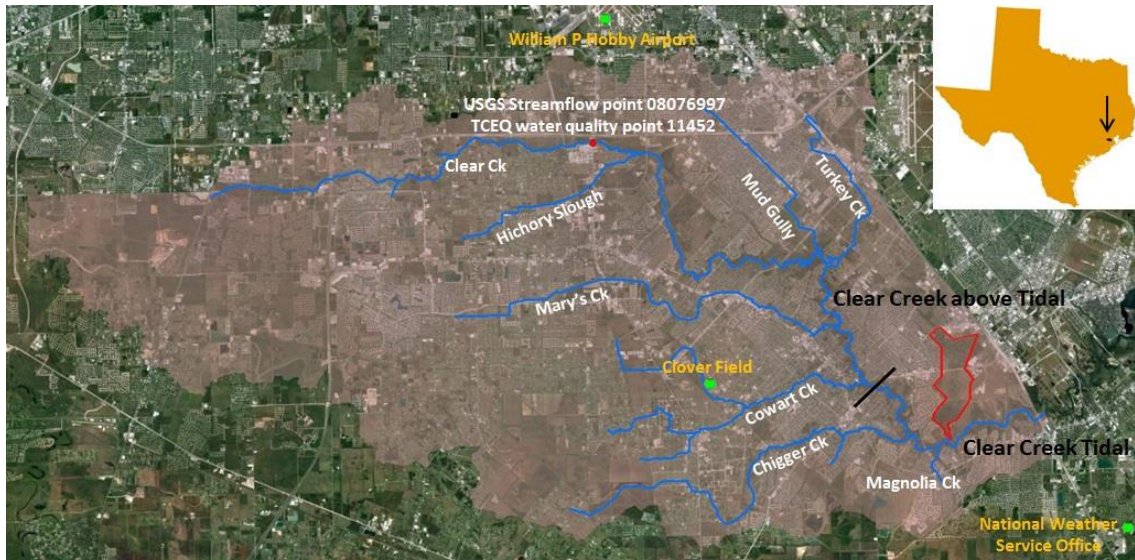 William P Hobby Airport
USGS Streamflow point 08076997
TCEQ water quality point 11452
Clear Ck
Turkey Ck
Mud Gully
Hichory Slough
Mary's Ck
Clear Creek above Tidal
Clover Field
Cowart Ck
Chigger Ck
Clear Creek Tidal
Magnolia Ck
National Weather
Service Office